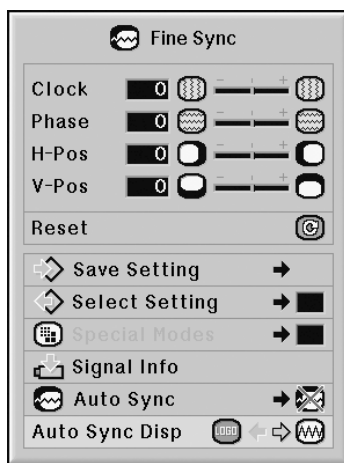 Fine Sync
Clock 0 - +
Phase 0 - +
H-Pos 0 - +
V-Pos 0 - +
Reset
Save Setting
Select Setting
Special Modes
Signal Info
Auto Sync
Auto Sync Disp LOGO